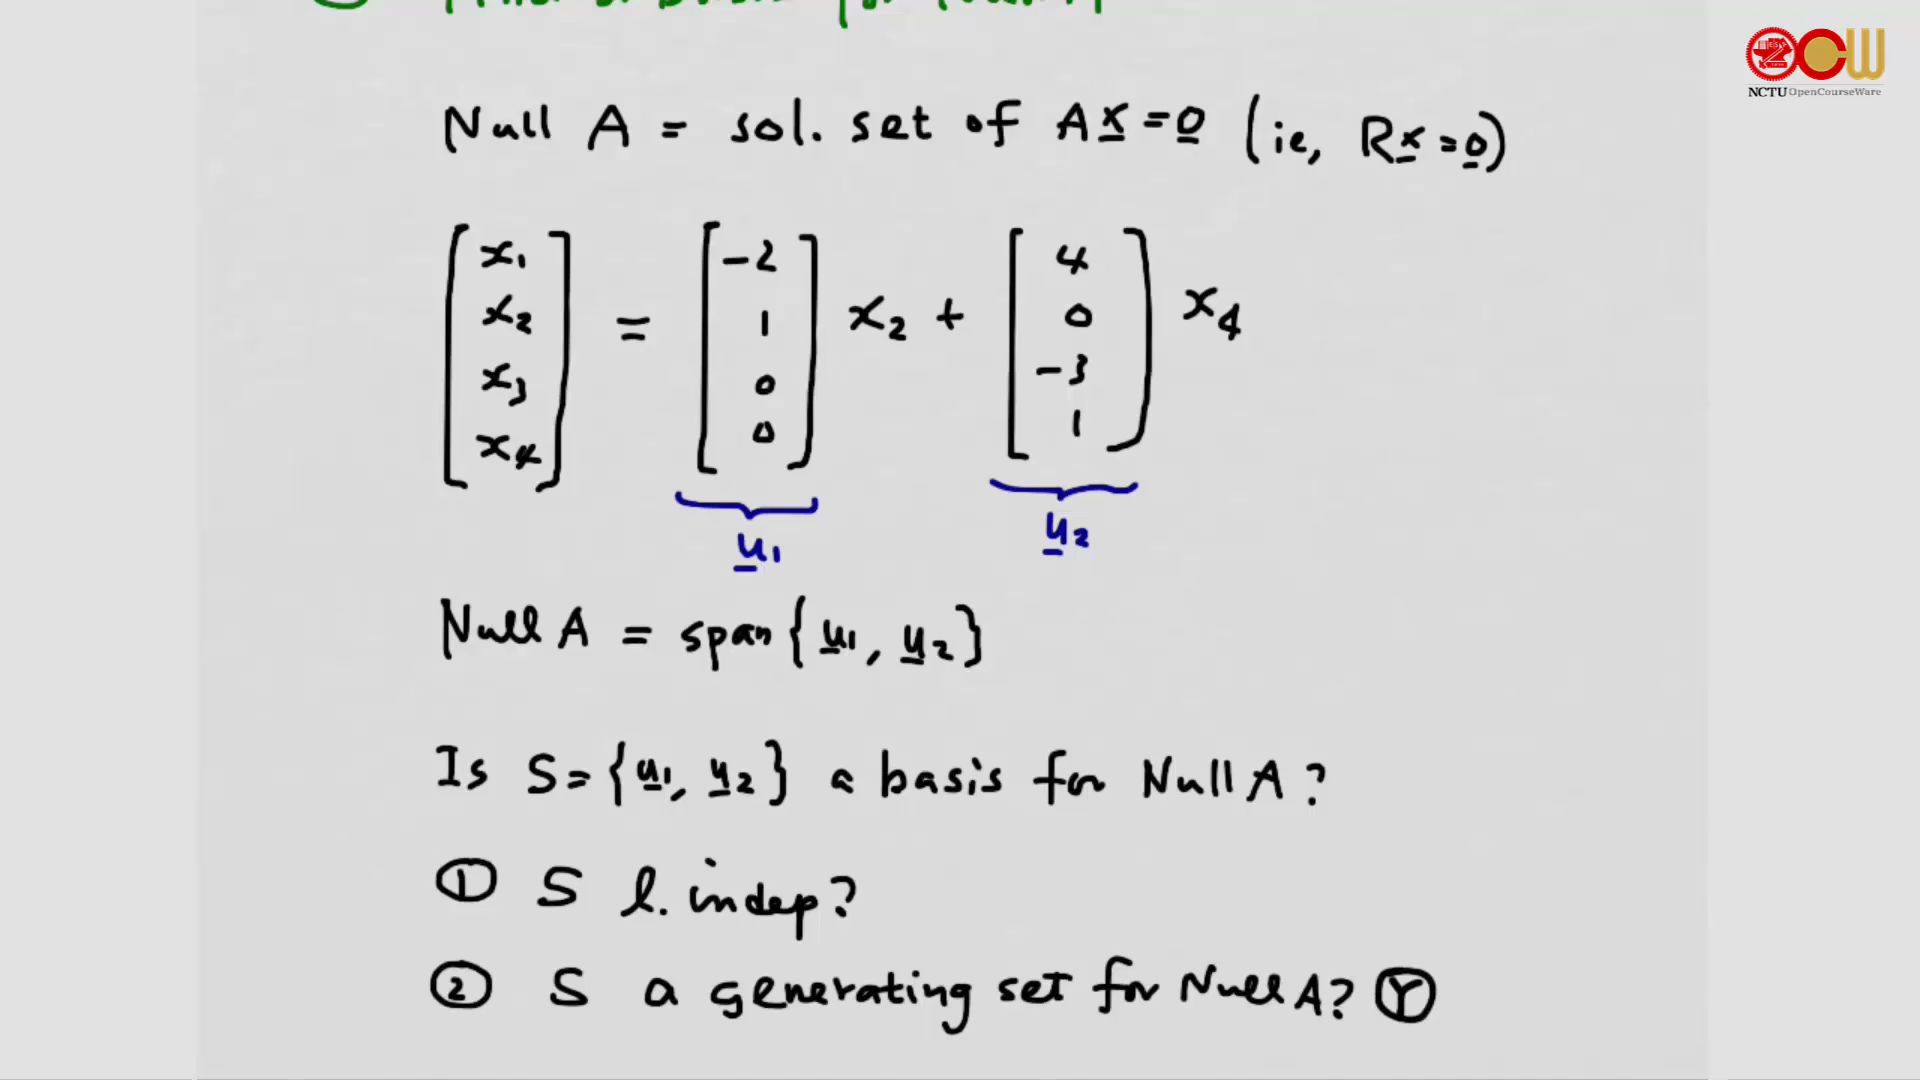 NCTU OpenCourseWare
Null A = sol. set of Ax = 0 (ie, Rx = 0)
[x1 x2 x3 x4] = [-2 1 0 0] x2 + [4 0 -3 1] x4
u1 u2
Null A = span{u1, u2}
Is S = {u1, u2} a basis for Null A?
① S l. indep?
② S a generating set for Null A? Ⓨ